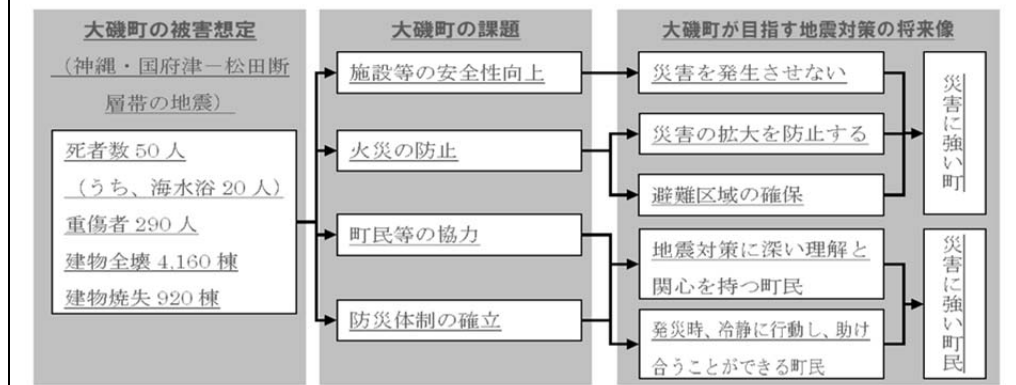 大磯町の被害想定
（神縄・国府津－松田断
層帯の地震）
死者数 50 人
（うち、海水浴 20 人）
重傷者 290 人
建物全壊 4,160 棟
建物焼失 920 棟
大磯町の課題
施設等の安全性向上
火災の防止
町民等の協力
防災体制の確立
大磯町が目指す地震対策の将来像
災害を発生させない
災害の拡大を防止する
避難区域の確保
地震対策に深い理解と
関心を持つ町民
発災時、冷静に行動し、助け
合うことができる町民
災害に強い町
災害に強い町民